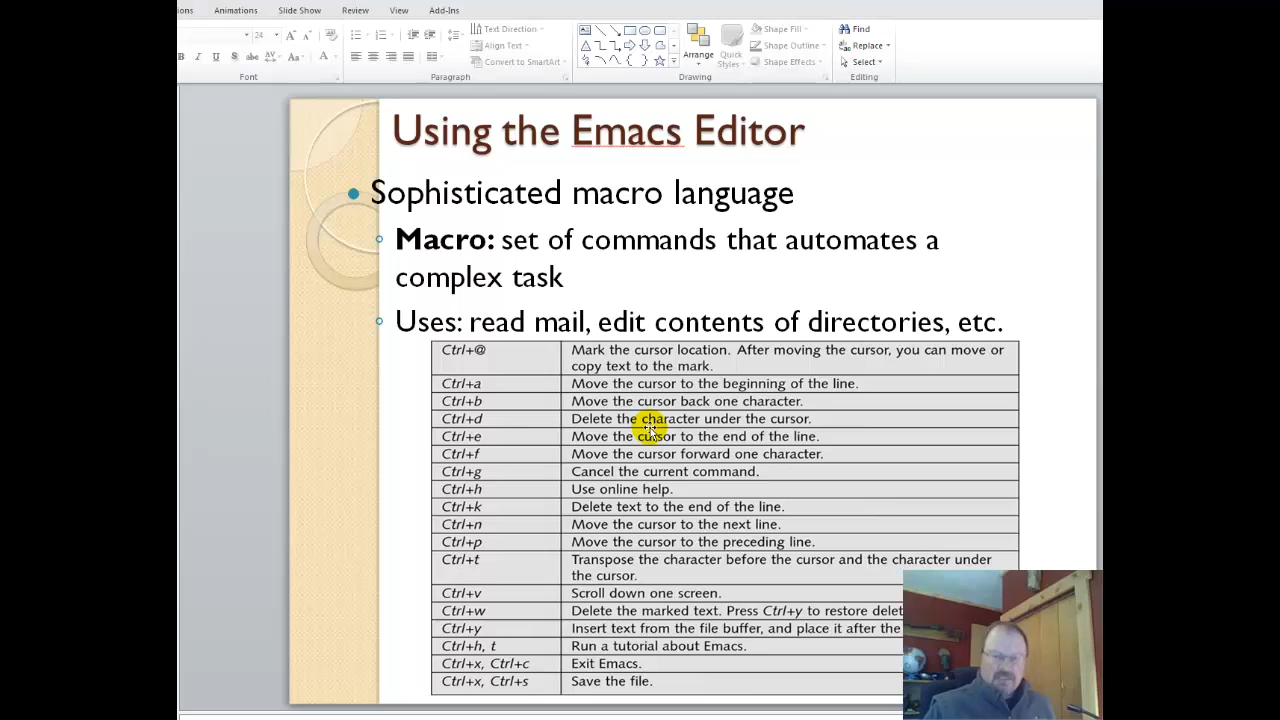 ons Animations Slide Show Review View Add-Ins
24 A A Text Direction Shape Fill Find
B I U S abc AV Aa A Align Text Arrange Quick Styles Shape Outline Replace
Convert to SmartArt Shape Effects Select
Font Paragraph Drawing Editing
Using the Emacs Editor
Sophisticated macro language
Macro: set of commands that automates a
complex task
Uses: read mail, edit contents of directories, etc.
Ctrl+@ Mark the cursor location. After moving the cursor, you can move or
copy text to the mark.
Ctrl+a Move the cursor to the beginning of the line.
Ctrl+b Move the cursor back one character.
Ctrl+d Delete the character under the cursor.
Ctrl+e Move the cursor to the end of the line.
Ctrl+f Move the cursor forward one character.
Ctrl+g Cancel the current command.
Ctrl+h Use online help.
Ctrl+k Delete text to the end of the line.
Ctrl+n Move the cursor to the next line.
Ctrl+p Move the cursor to the preceding line.
Ctrl+t Transpose the character before the cursor and the character under
the cursor.
Ctrl+v Scroll down one screen.
Ctrl+w Delete the marked text. Press Ctrl+y to restore delet
Ctrl+y Insert text from the file buffer, and place it after the
Ctrl+h, t Run a tutorial about Emacs.
Ctrl+x, Ctrl+c Exit Emacs.
Ctrl+x, Ctrl+s Save the file.